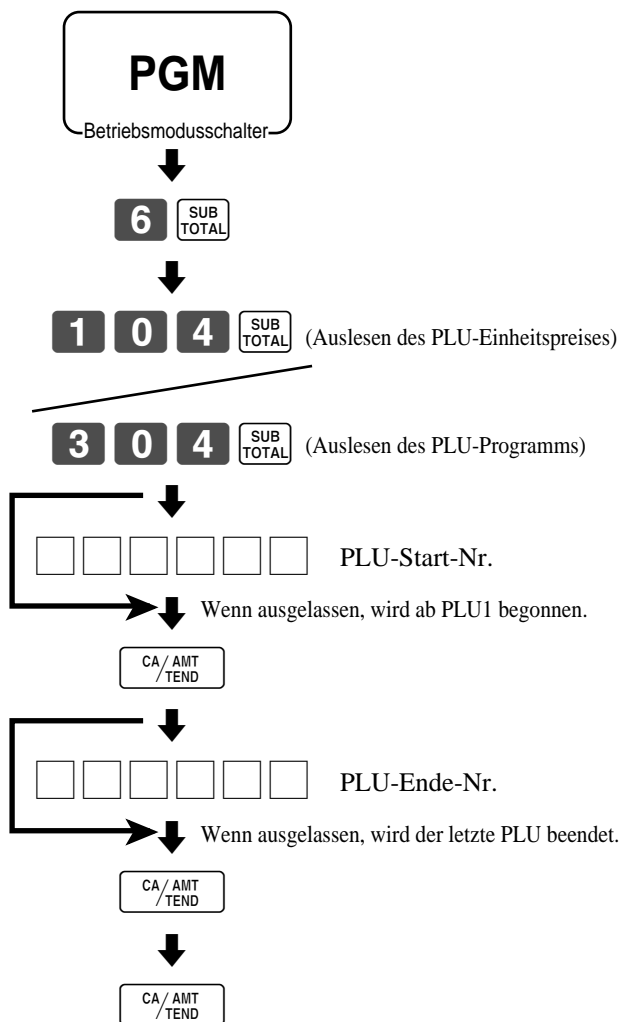 PGM
Betriebsmodusschalter
6 SUB TOTAL
1 0 4 SUB TOTAL (Auslesen des PLU-Einheitspreises)
3 0 4 SUB TOTAL (Auslesen des PLU-Programms)
PLU-Start-Nr.
Wenn ausgelassen, wird ab PLU1 begonnen.
CA/AMT TEND
PLU-Ende-Nr.
Wenn ausgelassen, wird der letzte PLU beendet.
CA/AMT TEND
CA/AMT TEND